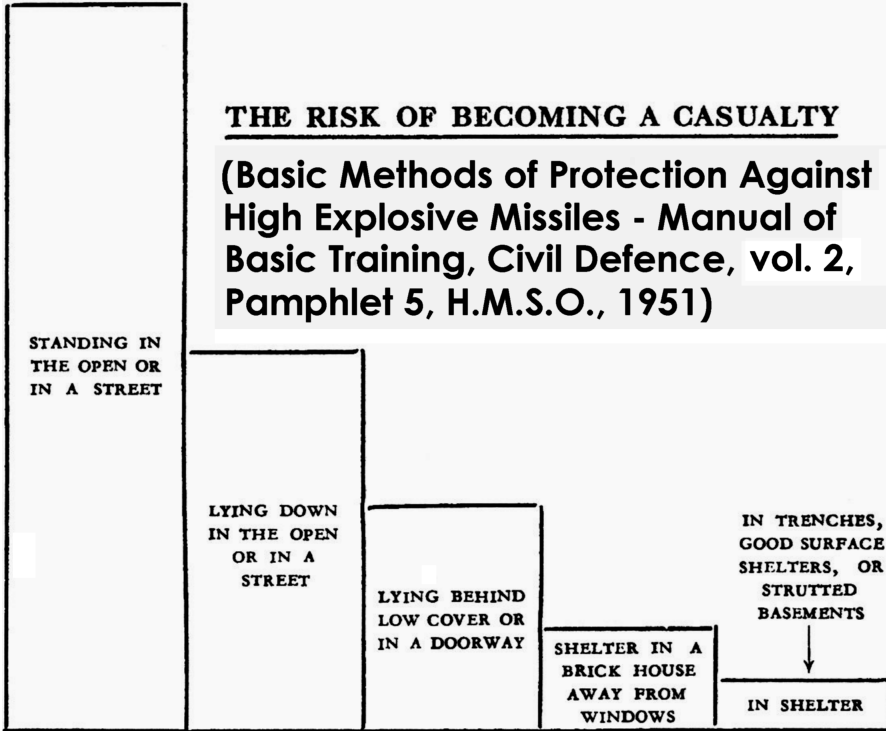 THE RISK OF BECOMING A CASUALTY
(Basic Methods of Protection Against
High Explosive Missiles - Manual of
Basic Training, Civil Defence, vol. 2,
Pamphlet 5, H.M.S.O., 1951)
STANDING IN
THE OPEN OR
IN A STREET
LYING DOWN
IN THE OPEN
OR IN A
STREET
LYING BEHIND
LOW COVER OR
IN A DOORWAY
SHELTER IN A
BRICK HOUSE
AWAY FROM
WINDOWS
IN TRENCHES,
GOOD SURFACE
SHELTERS, OR
STRUTTED
BASEMENTS
IN SHELTER